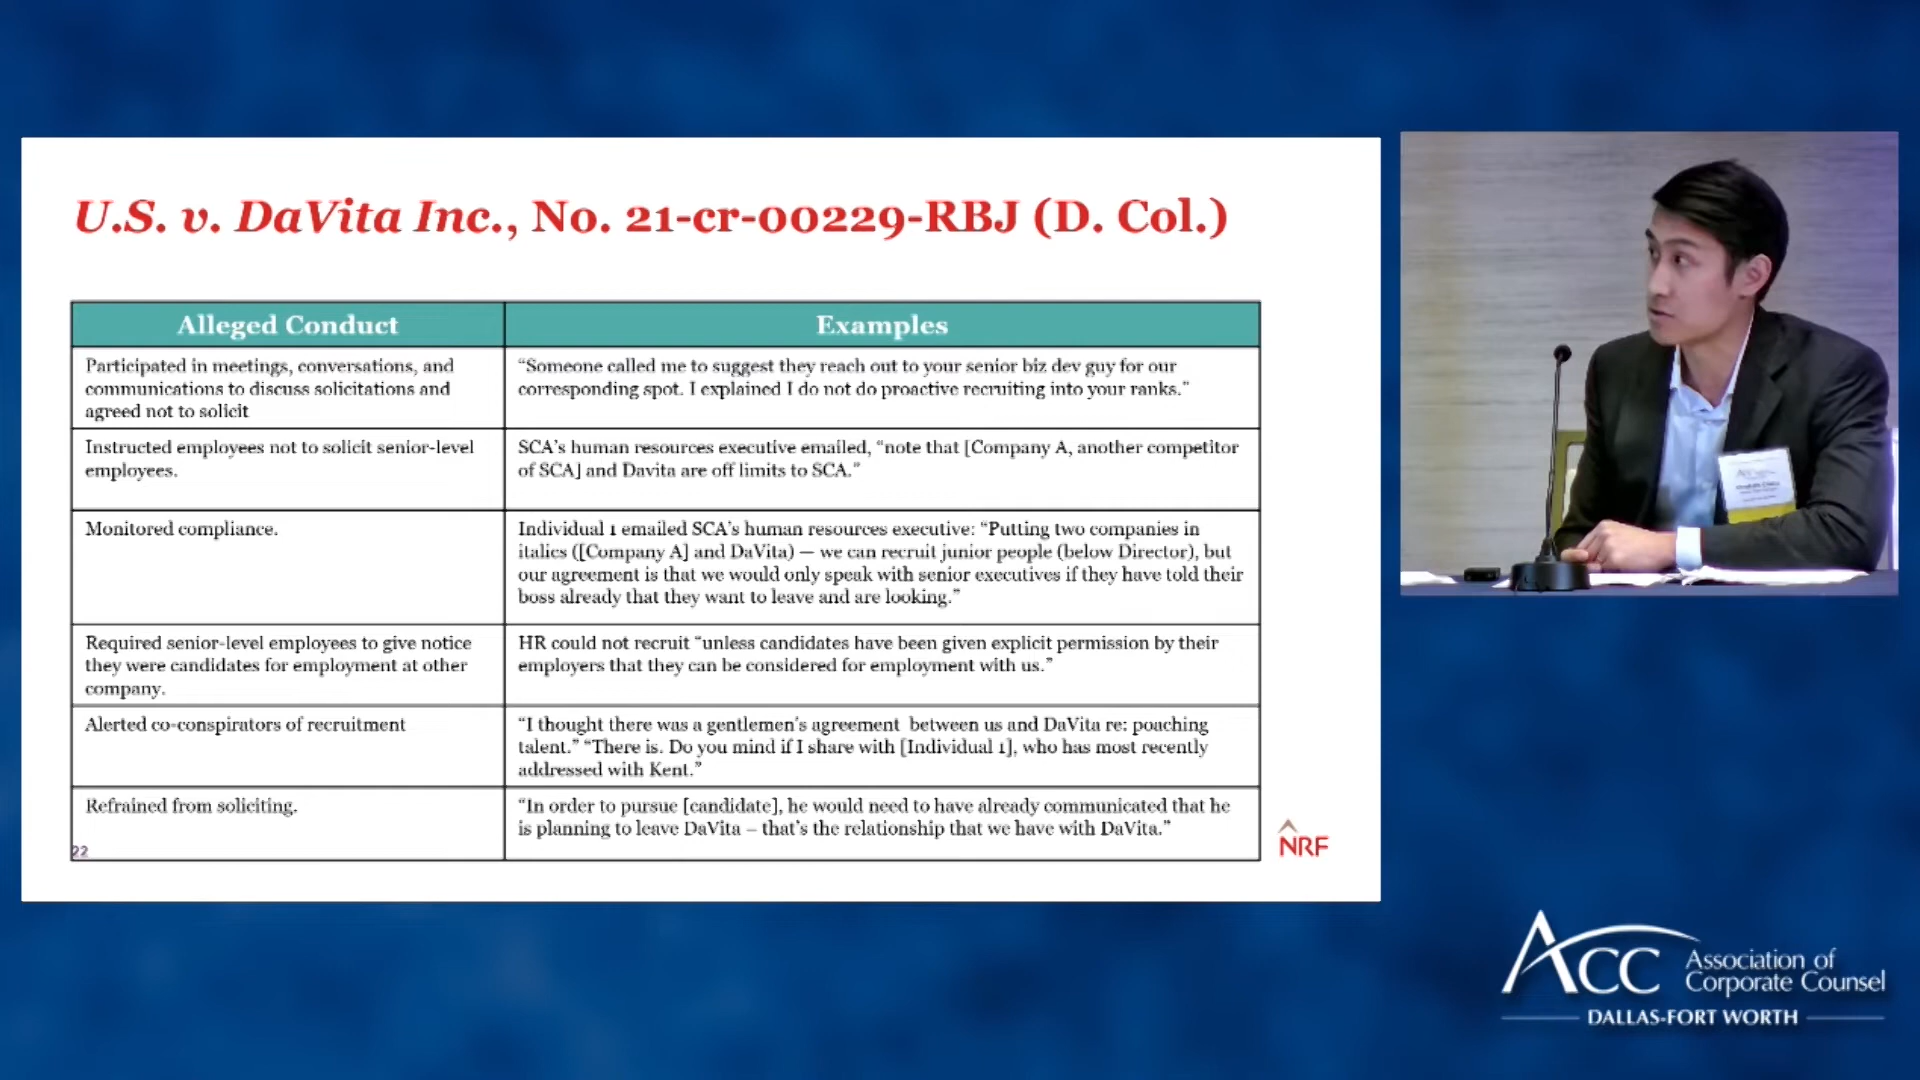 U.S. v. DaVita Inc., No. 21-cr-00229-RBJ (D. Col.)
Alleged Conduct
Examples
Participated in meetings, conversations, and
communications to discuss solicitations and
agreed not to solicit
“Someone called me to suggest they reach out to your senior biz dev guy for our
corresponding spot. I explained I do not do proactive recruiting into your ranks.”
Instructed employees not to solicit senior-level
employees.
SCA’s human resources executive emailed, “note that [Company A, another competitor
of SCA] and Davita are off limits to SCA.”
Monitored compliance.
Individual 1 emailed SCA’s human resources executive: “Putting two companies in
italics ([Company A] and DaVita) — we can recruit junior people (below Director), but
our agreement is that we would only speak with senior executives if they have told their
boss already that they want to leave and are looking.”
Required senior-level employees to give notice
they were candidates for employment at other
company.
HR could not recruit “unless candidates have been given explicit permission by their
employers that they can be considered for employment with us.”
Alerted co-conspirators of recruitment
“I thought there was a gentlemen’s agreement between us and DaVita re: poaching
talent.” “There is. Do you mind if I share with [Individual 1], who has most recently
addressed with Kent.”
Refrained from soliciting.
“In order to pursue [candidate], he would need to have already communicated that he
is planning to leave DaVita – that’s the relationship that we have with DaVita.”
22
NRF
ACC
Association of
Corporate Counsel
DALLAS-FORT WORTH